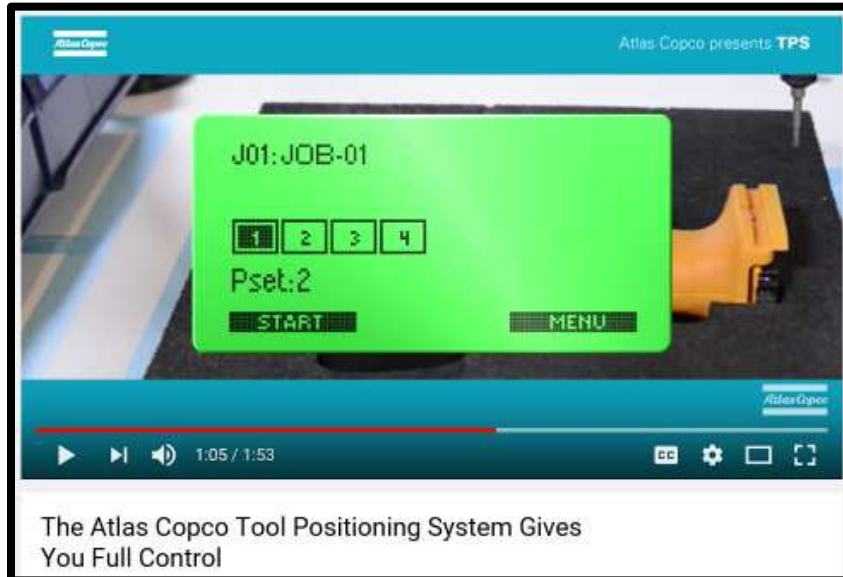 Atlas Copco
Atlas Copco presents TPS
J01:JOB-01
1 2 3 4
Pset:2
START MENU
Atlas Copco
1:05 / 1:53
CC
The Atlas Copco Tool Positioning System Gives
You Full Control